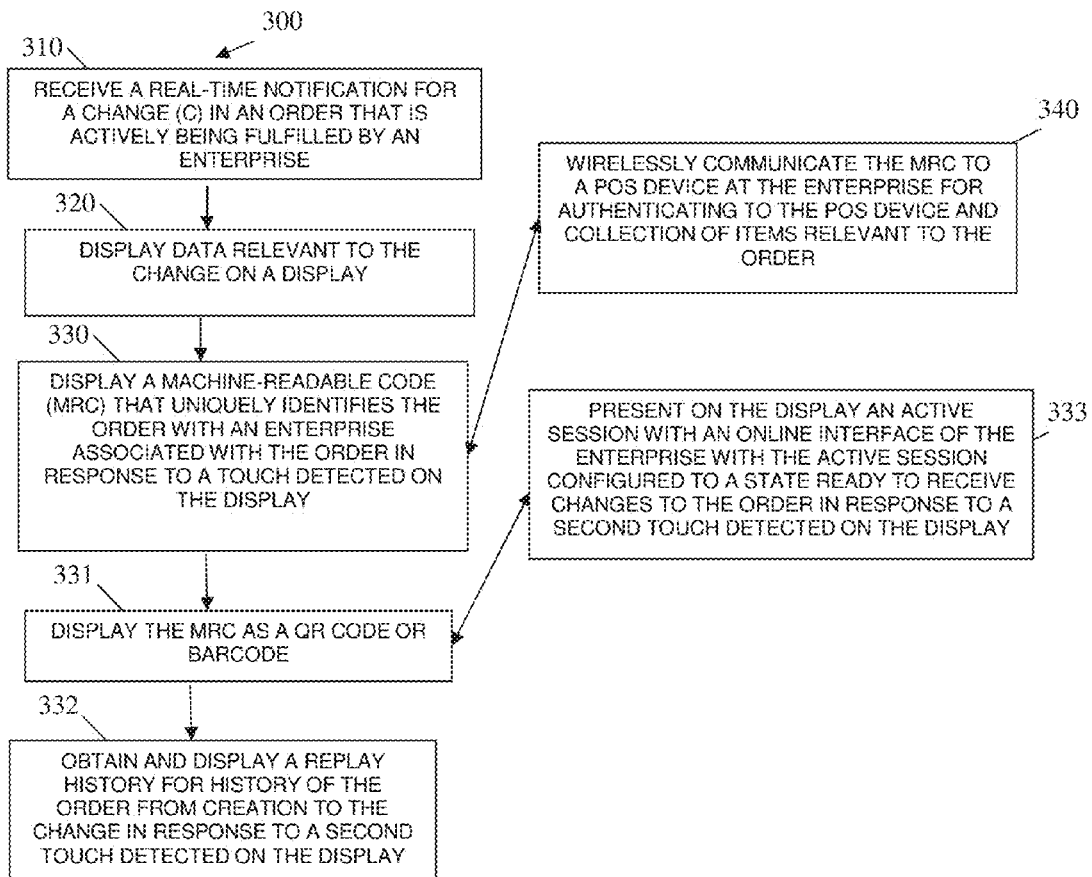 300
310
RECEIVE A REAL-TIME NOTIFICATION FOR
A CHANGE (C) IN AN ORDER THAT IS
ACTIVELY BEING FULFILLED BY AN
ENTERPRISE
320
DISPLAY DATA RELEVANT TO THE
CHANGE ON A DISPLAY
330
DISPLAY A MACHINE-READABLE CODE
(MRC) THAT UNIQUELY IDENTIFIES THE
ORDER WITH AN ENTERPRISE
ASSOCIATED WITH THE ORDER IN
RESPONSE TO A TOUCH DETECTED ON
THE DISPLAY
331
DISPLAY THE MRC AS A QR CODE OR
BARCODE
332
OBTAIN AND DISPLAY A REPLAY
HISTORY FOR HISTORY OF THE
ORDER FROM CREATION TO THE
CHANGE IN RESPONSE TO A SECOND
TOUCH DETECTED ON THE DISPLAY
340
WIRELESSLY COMMUNICATE THE MRC TO
A POS DEVICE AT THE ENTERPRISE FOR
AUTHENTICATING TO THE POS DEVICE AND
COLLECTION OF ITEMS RELEVANT TO THE
ORDER
333
PRESENT ON THE DISPLAY AN ACTIVE
SESSION WITH AN ONLINE INTERFACE OF THE
ENTERPRISE WITH THE ACTIVE SESSION
CONFIGURED TO A STATE READY TO RECEIVE
CHANGES TO THE ORDER IN RESPONSE TO A
SECOND TOUCH DETECTED ON THE DISPLAY